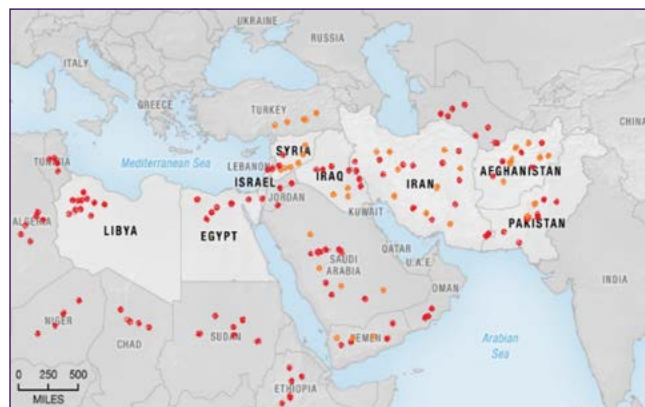 UKRAINE
RUSSIA
ITALY
GREECE
TURKEY
CHINA
TUNISIA
Mediterranean Sea
LEBANON
SYRIA
ISRAEL
JORDAN
IRAQ
IRAN
AFGHANISTAN
PAKISTAN
KUWAIT
ALGERIA
LIBYA
EGYPT
SAUDI
ARABIA
QATAR
U.A.E.
OMAN
INDIA
NIGER
CHAD
SUDAN
YEMEN
Arabian
Sea
ETHIOPIA
0 250 500
MILES